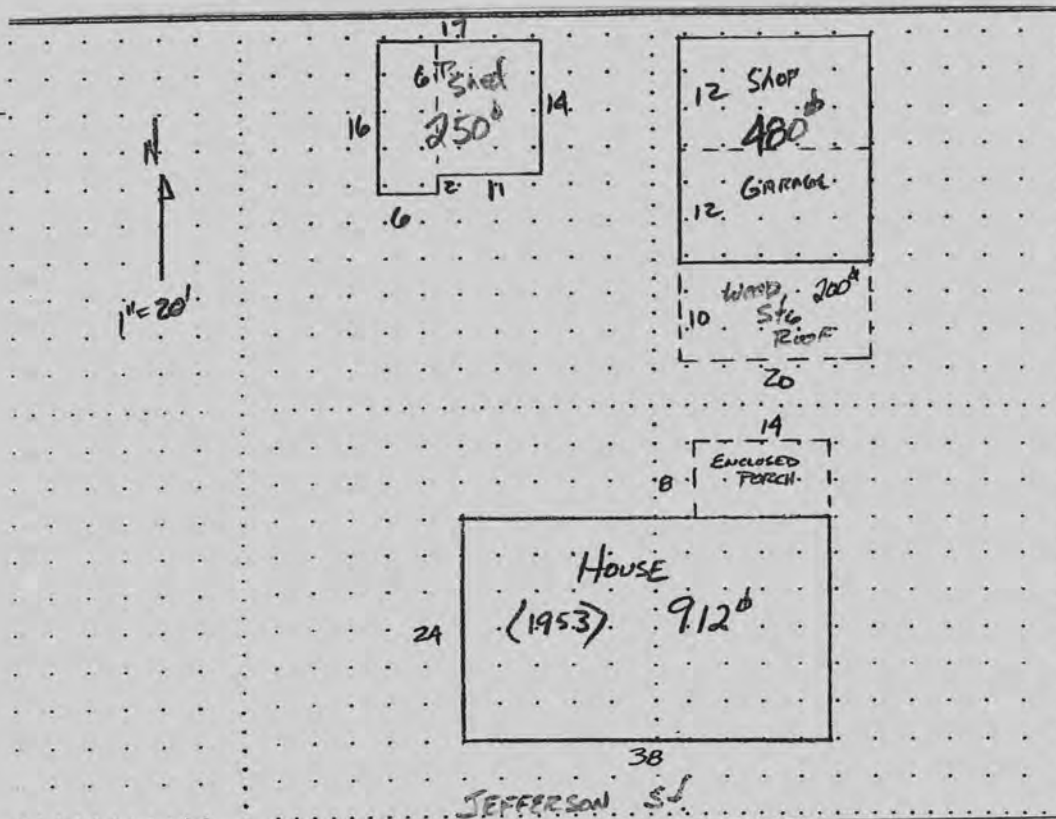 17
6 Shed
250
16
14
6
2
11
N
1"=20'
12 Shop
480
GARAGE
12
Wood 200
10
Stg
Roof
20
14
ENCLOSED
PORCH
8
House
(1953) 912
24
38
JEFFERSON St